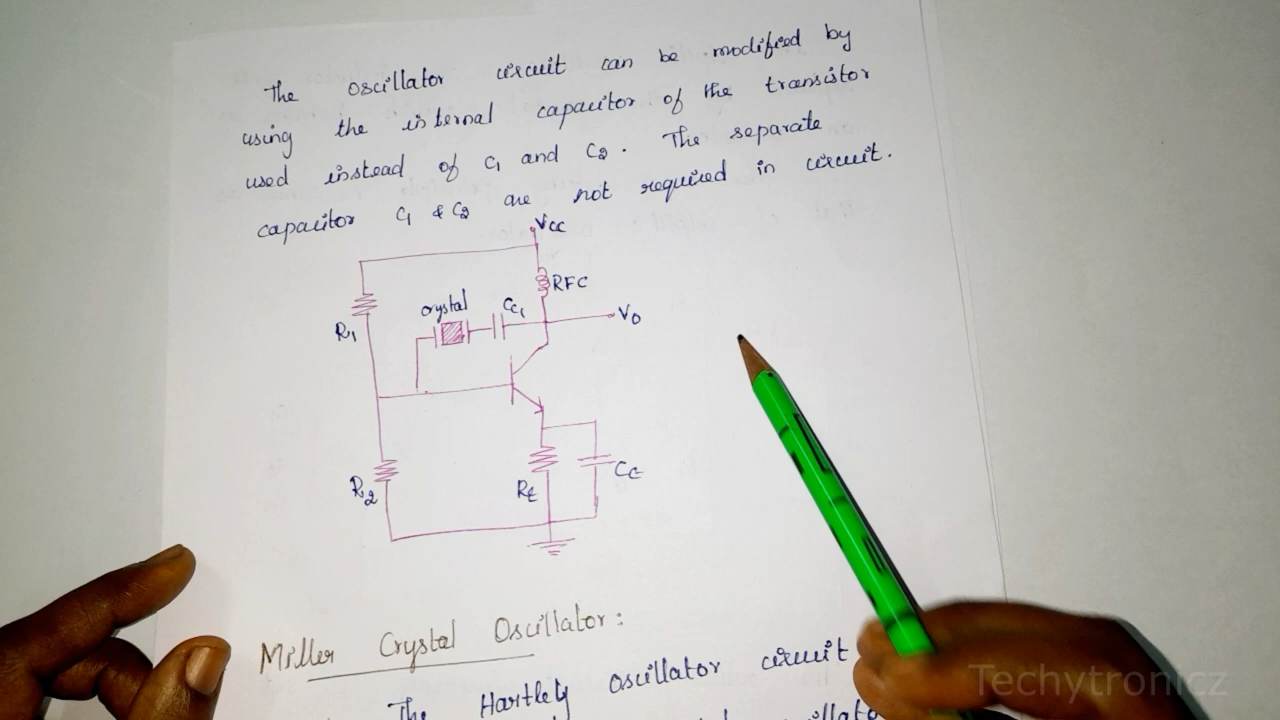 The oscillator circuit can be modified by
using the internal capacitor of the transistor
used instead of C1 and C2. The separate
capacitor C1 & C2 are not required in circuit.
VCC
RFC
crystal
CC1
VO
R1
R2
RE
CE
Miller Crystal Oscillator:
The Hartley oscillator circuit
Techytronicz